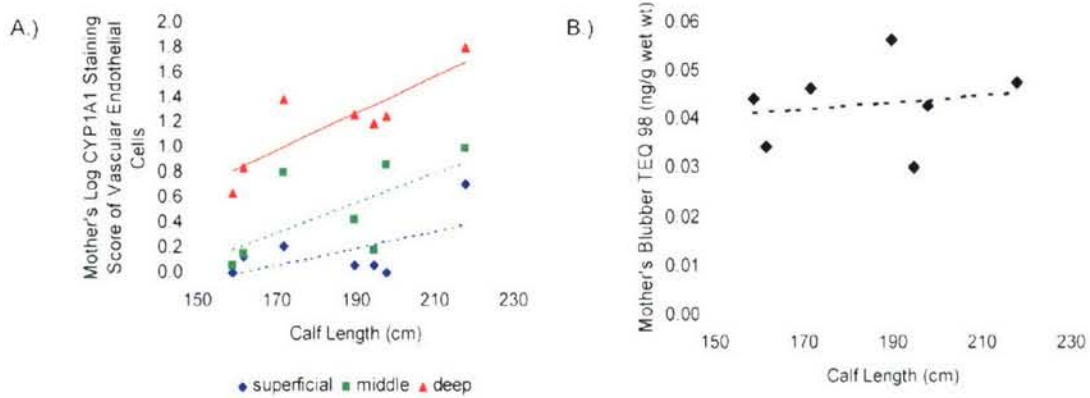 A.)
Mother's Log CYP1A1 Staining
Score of Vascular Endothelial
Cells
2.0
1.8
1.6
1.4
1.2
1.0
0.8
0.6
0.4
0.2
0.0
150 170 190 210 230
Calf Length (cm)
superficial middle deep
B.)
Mother's Blubber TEQ 98 (ng/g wet wt)
0.06
0.05
0.04
0.03
0.02
0.01
0.00
150 170 190 210 230
Calf Length (cm)